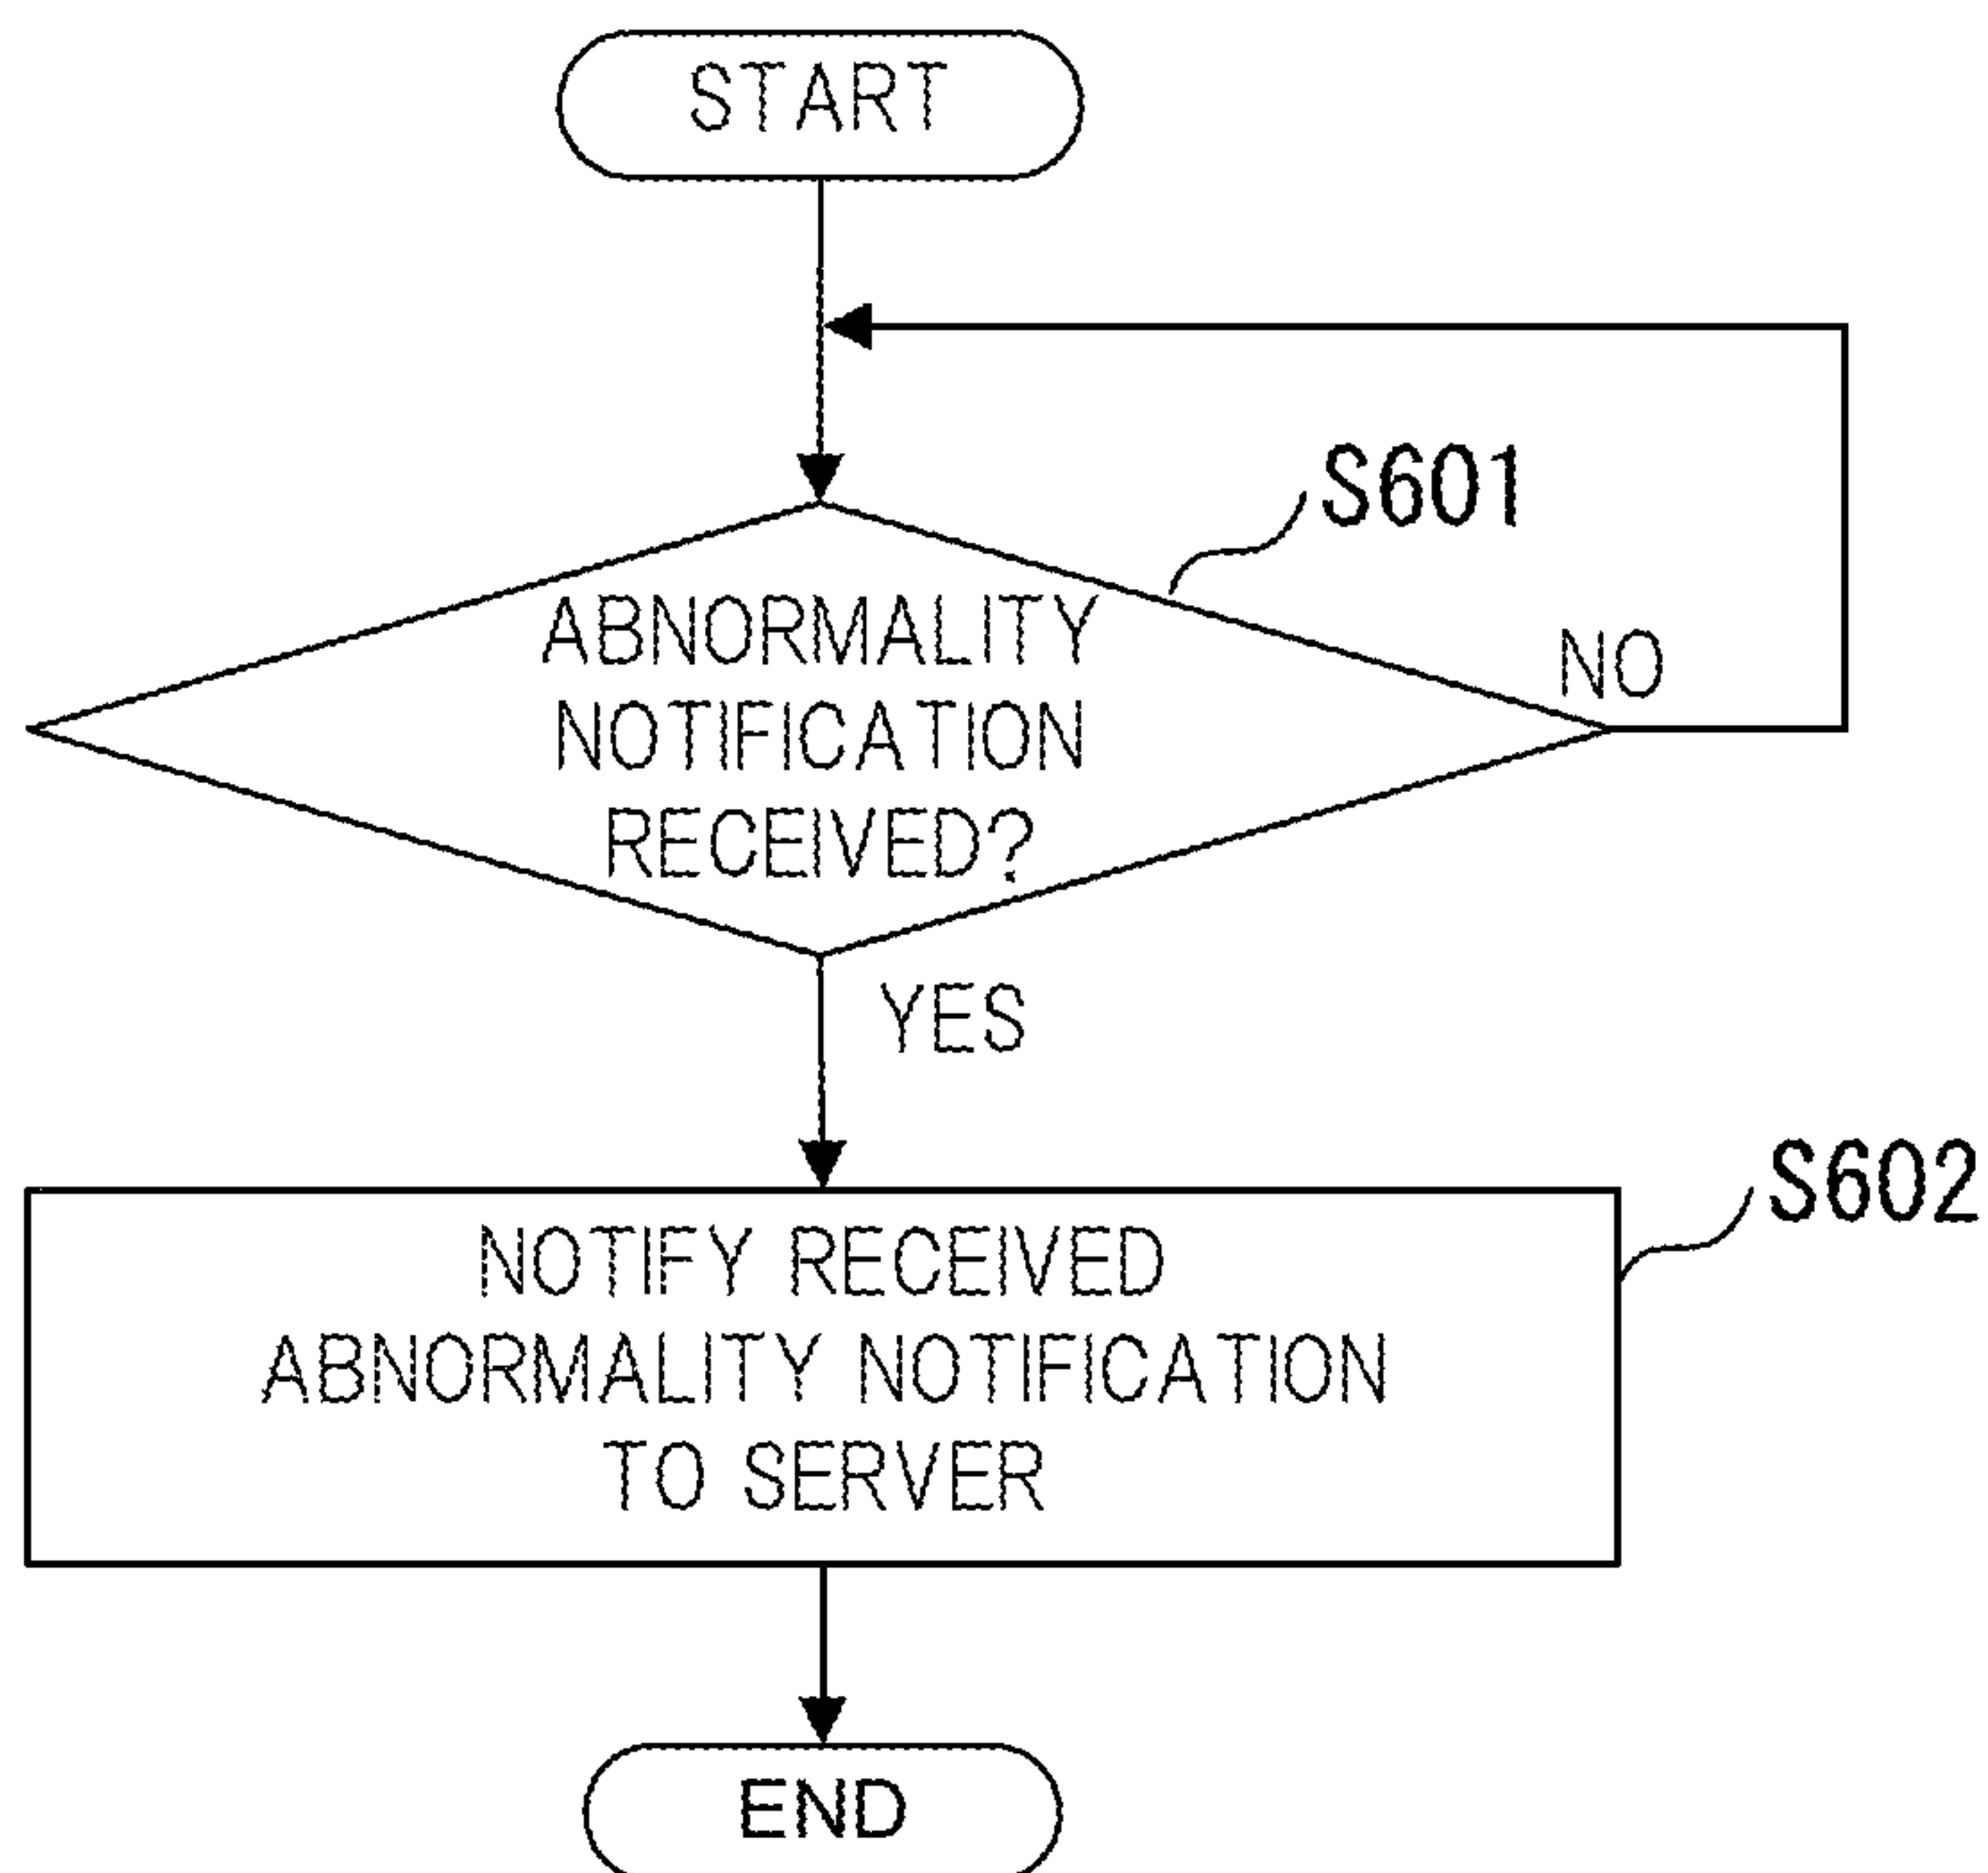 START
S601
ABNORMALITY
NOTIFICATION
RECEIVED?
NO
YES
S602
NOTIFY RECEIVED
ABNORMALITY NOTIFICATION
TO SERVER
END